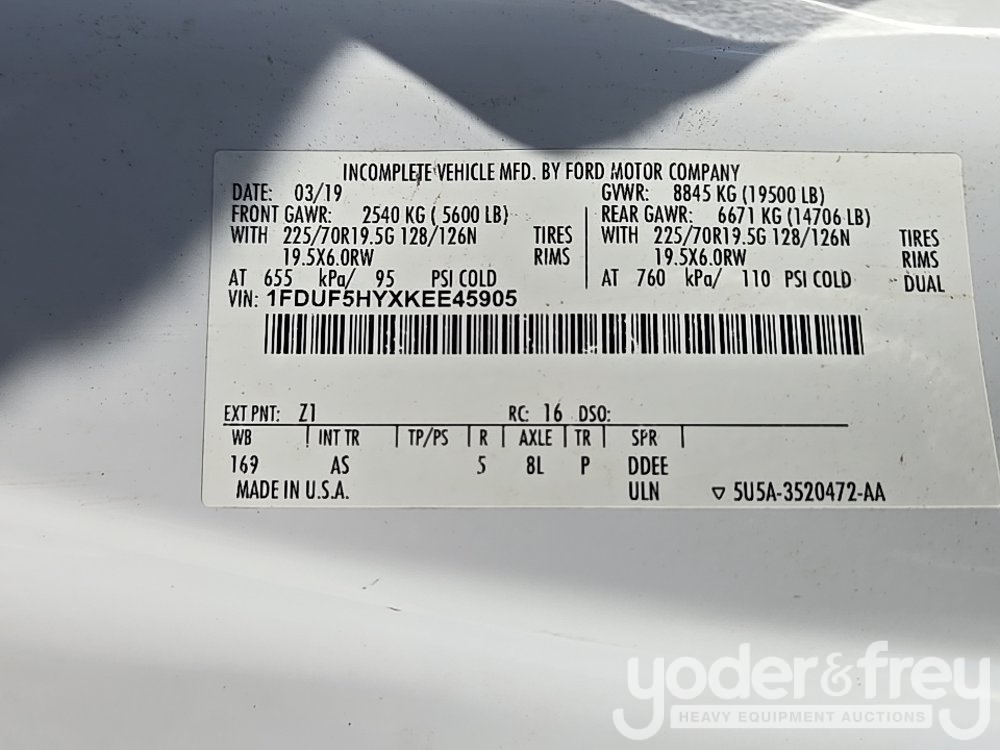 INCOMPLETE VEHICLE MFD. BY FORD MOTOR COMPANY
DATE: 03/19 GVWR: 8845 KG (19500 LB)
FRONT GAWR: 2540 KG ( 5600 LB) REAR GAWR: 6671 KG (14706 LB)
WITH 225/70R19.5G 128/126N TIRES WITH 225/70R19.5G 128/126N TIRES
19.5X6.0RW RIMS 19.5X6.0RW RIMS
AT 655 kPa/ 95 PSI COLD AT 760 kPa/ 110 PSI COLD DUAL
VIN: 1FDUF5HYXKEE45905
EXT PNT: Z1 RC: 16 DSO:
WB INT TR TP/PS R AXLE TR SPR
169 AS 5 8L P DDEE
MADE IN U.S.A. ULN 5U5A-3520472-AA
yoder&frey
HEAVY EQUIPMENT AUCTIONS